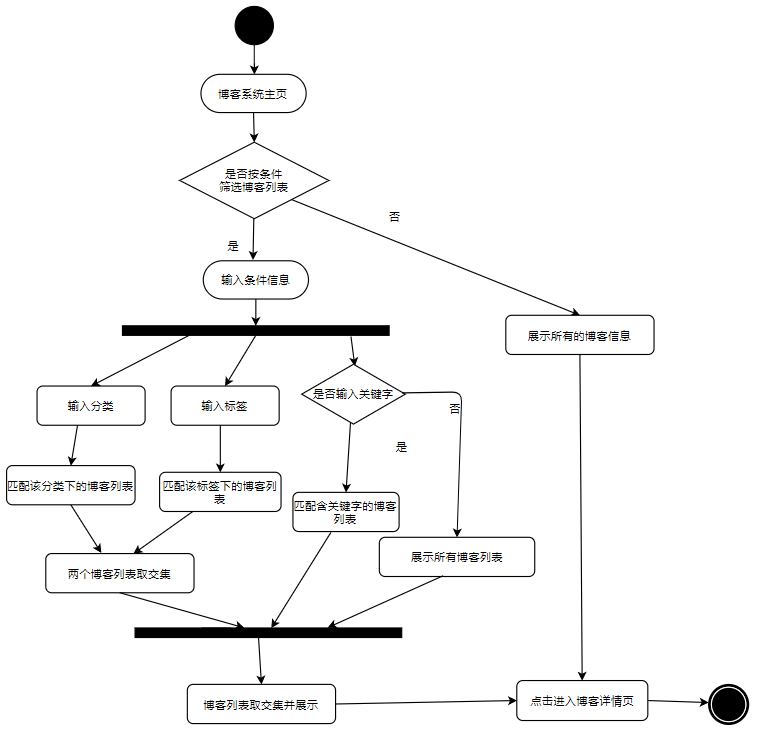 博客系统主页
是否按条件
筛选博客列表
否
是
输入条件信息
展示所有的博客信息
输入分类
输入标签
是否输入关键字
否
是
匹配该分类下的博客列表
匹配该标签下的博客列
表
匹配含关键字的博客
列表
展示所有博客列表
两个博客列表取交集
博客列表取交集并展示
点击进入博客详情页